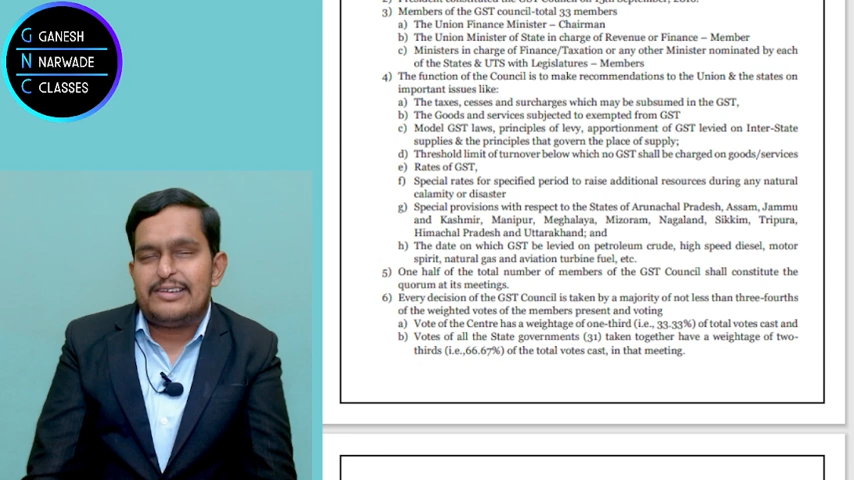 G GANESH
N NARWADE
C CLASSES
3) Members of the GST council-total 33 members
a) The Union Finance Minister – Chairman
b) The Union Minister of State in charge of Revenue or Finance – Member
c) Ministers in charge of Finance/Taxation or any other Minister nominated by each
of the States & UTS with Legislatures – Members
4) The function of the Council is to make recommendations to the Union & the states on
important issues like:
a) The taxes, cesses and surcharges which may be subsumed in the GST,
b) The Goods and services subjected to exempted from GST
c) Model GST laws, principles of levy, apportionment of GST levied on Inter-State
supplies & the principles that govern the place of supply;
d) Threshold limit of turnover below which no GST shall be charged on goods/services
e) Rates of GST,
f) Special rates for specified period to raise additional resources during any natural
calamity or disaster
g) Special provisions with respect to the States of Arunachal Pradesh, Assam, Jammu
and Kashmir, Manipur, Meghalaya, Mizoram, Nagaland, Sikkim, Tripura,
Himachal Pradesh and Uttarakhand; and
h) The date on which GST be levied on petroleum crude, high speed diesel, motor
spirit, natural gas and aviation turbine fuel, etc.
5) One half of the total number of members of the GST Council shall constitute the
quorum at its meetings.
6) Every decision of the GST Council is taken by a majority of not less than three-fourths
of the weighted votes of the members present and voting
a) Vote of the Centre has a weightage of one-third (i.e., 33.33%) of total votes cast and
b) Votes of all the State governments (31) taken together have a weightage of two-
thirds (i.e.,66.67%) of the total votes cast, in that meeting.